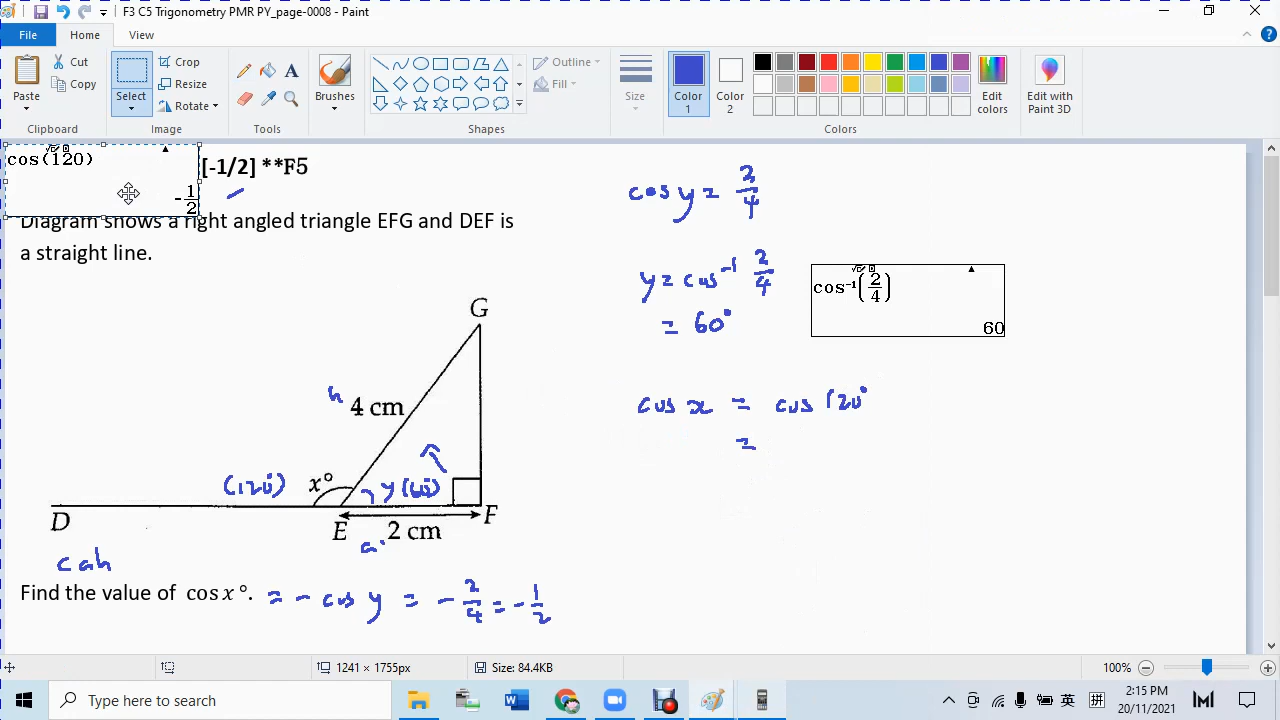 F3 C5 Trigonometry PMR PY_page-0008 - Paint
File Home View
Paste Cut Copy Clipboard
Select Crop Resize Rotate Image
Tools
Brushes
Outline Fill Shapes
Size
Color 1 Color 2 Edit colors Colors
Edit with Paint 3D
cos(120)
-1/2
[-1/2] **F5
Diagram shows a right angled triangle EFG and DEF is
a straight line.
G
h 4 cm
(120°) x° y(60°)
D E F
a 2 cm
cah
Find the value of cos x°. = - cos y = - 2/4 = - 1/2
cos y = 2/4
y = cos⁻¹ 2/4
= 60°
cos⁻¹(2/4)
60
cos x = cos 120°
=
1241 × 1755px Size: 84.4KB 100%
Type here to search
英 拼 2:15 PM
20/11/2021